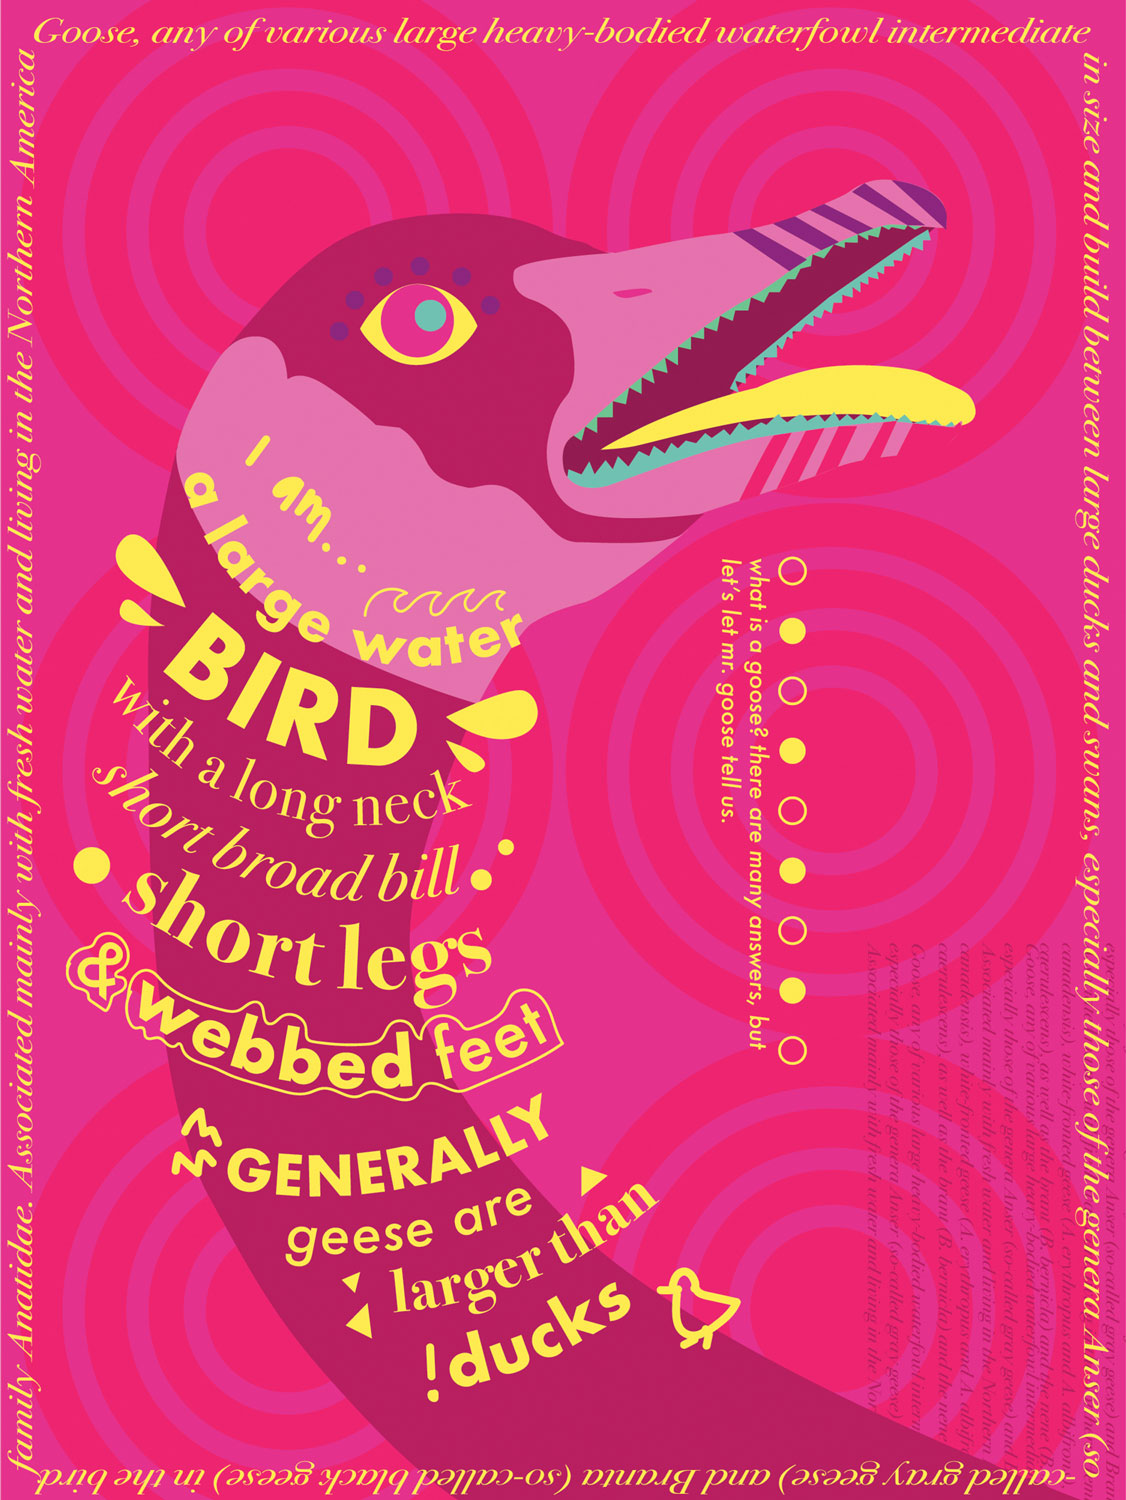 Goose, any of various large heavy-bodied waterfowl intermediate
in size and build between large ducks and swans, especially those of the genera Anser (so
-called gray geese) and Branta (so-called black geese) in the bird
family Anatidae. Associated mainly with fresh water and living in the Northern America
I am...
a large water
BIRD
with a long neck
short broad bill
short legs
& webbed feet
GENERALLY
geese are
larger than
!ducks
what is a goose? there are many answers, but
let's let mr. goose tell us.